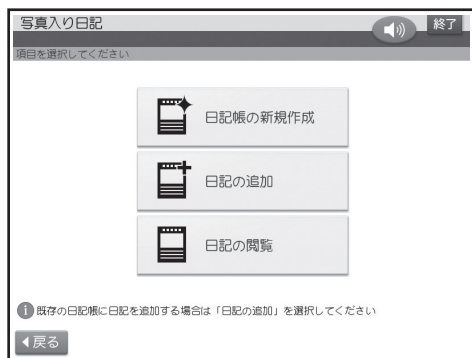 写真入り日記
終了
項目を選択してください
日記帳の新規作成
日記の追加
日記の閲覧
既存の日記帳に日記を追加する場合は「日記の追加」を選択してください
戻る